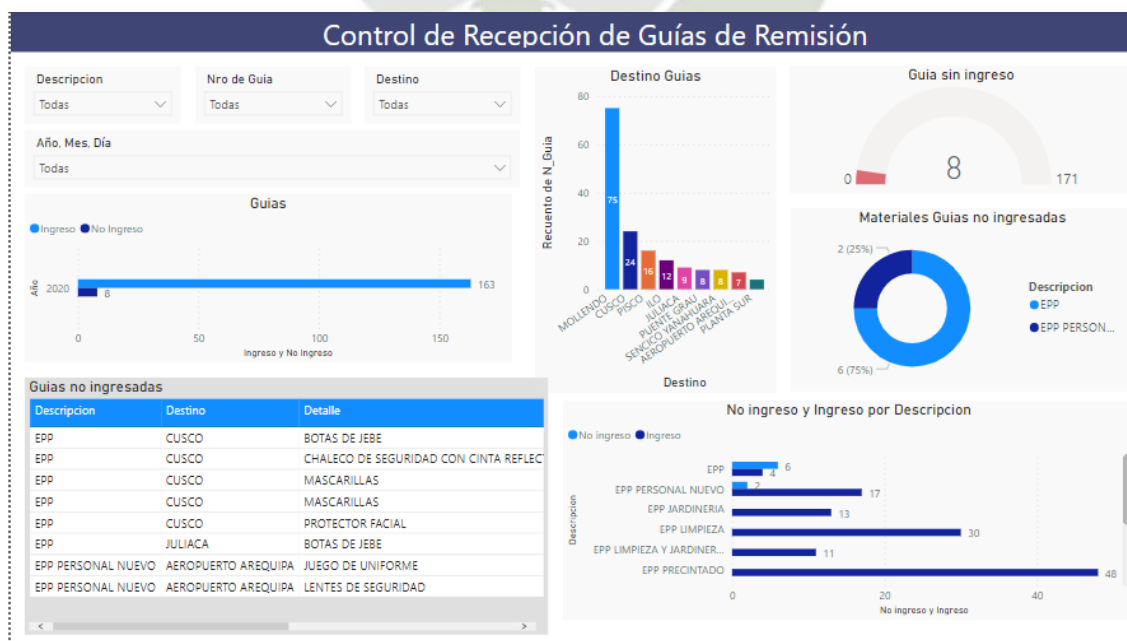 Control de Recepción de Guías de Remisión
Descripcion
Todas
Nro de Guia
Todas
Destino
Todas
Año, Mes, Día
Todas
Guias
Ingreso No Ingreso
Año
2020
163
8
0 50 100 150
Ingreso y No Ingreso
Destino Guias
Recuento de N_Guia
80
60
40
20
0
75
24
16
12
9
8
8
7
MOLLENDO
CUSCO
PISCO
ILO
JULIACA
PUENTE GRAU
SENCICO YANAHUARA
AEROPUERTO AREQUI...
PLANTA SUR
Destino
Guia sin ingreso
0
8
171
Materiales Guias no ingresadas
2 (25%)
6 (75%)
Descripcion
EPP
EPP PERSON...
Guias no ingresadas
Descripcion Destino Detalle
EPP CUSCO BOTAS DE JEBE
EPP CUSCO CHALECO DE SEGURIDAD CON CINTA REFLECT
EPP CUSCO MASCARILLAS
EPP CUSCO MASCARILLAS
EPP CUSCO PROTECTOR FACIAL
EPP JULIACA BOTAS DE JEBE
EPP PERSONAL NUEVO AEROPUERTO AREQUIPA JUEGO DE UNIFORME
EPP PERSONAL NUEVO AEROPUERTO AREQUIPA LENTES DE SEGURIDAD
No ingreso y Ingreso por Descripcion
No ingreso Ingreso
Descripcion
EPP 6
4
EPP PERSONAL NUEVO 2
17
EPP JARDINERIA 13
EPP LIMPIEZA 30
EPP LIMPIEZA Y JARDINER... 11
EPP PRECINTADO 48
0 20 40
No ingreso y Ingreso